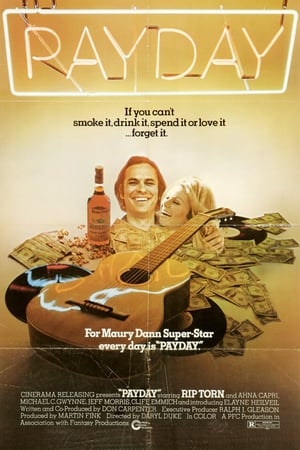 PAYDAY
If you can't
smoke it, drink it, spend it or love it
...forget it.
For Maury Dann Super-Star
every day is "PAYDAY."
CINERAMA RELEASING presents "PAYDAY" starring RIP TORN and AHNA CAPRI,
MICHAEL C. GWYNNE, JEFF MORRIS, CLIFF EMMICH and introducing ELAYNE HEILVEIL
Written and Co-Produced by DON CARPENTER Executive Producer RALPH J. GLEASON
Produced by MARTIN FINK Directed by DARYL DUKE In COLOR A PFC Production in
Association with Fantasy Productions
R